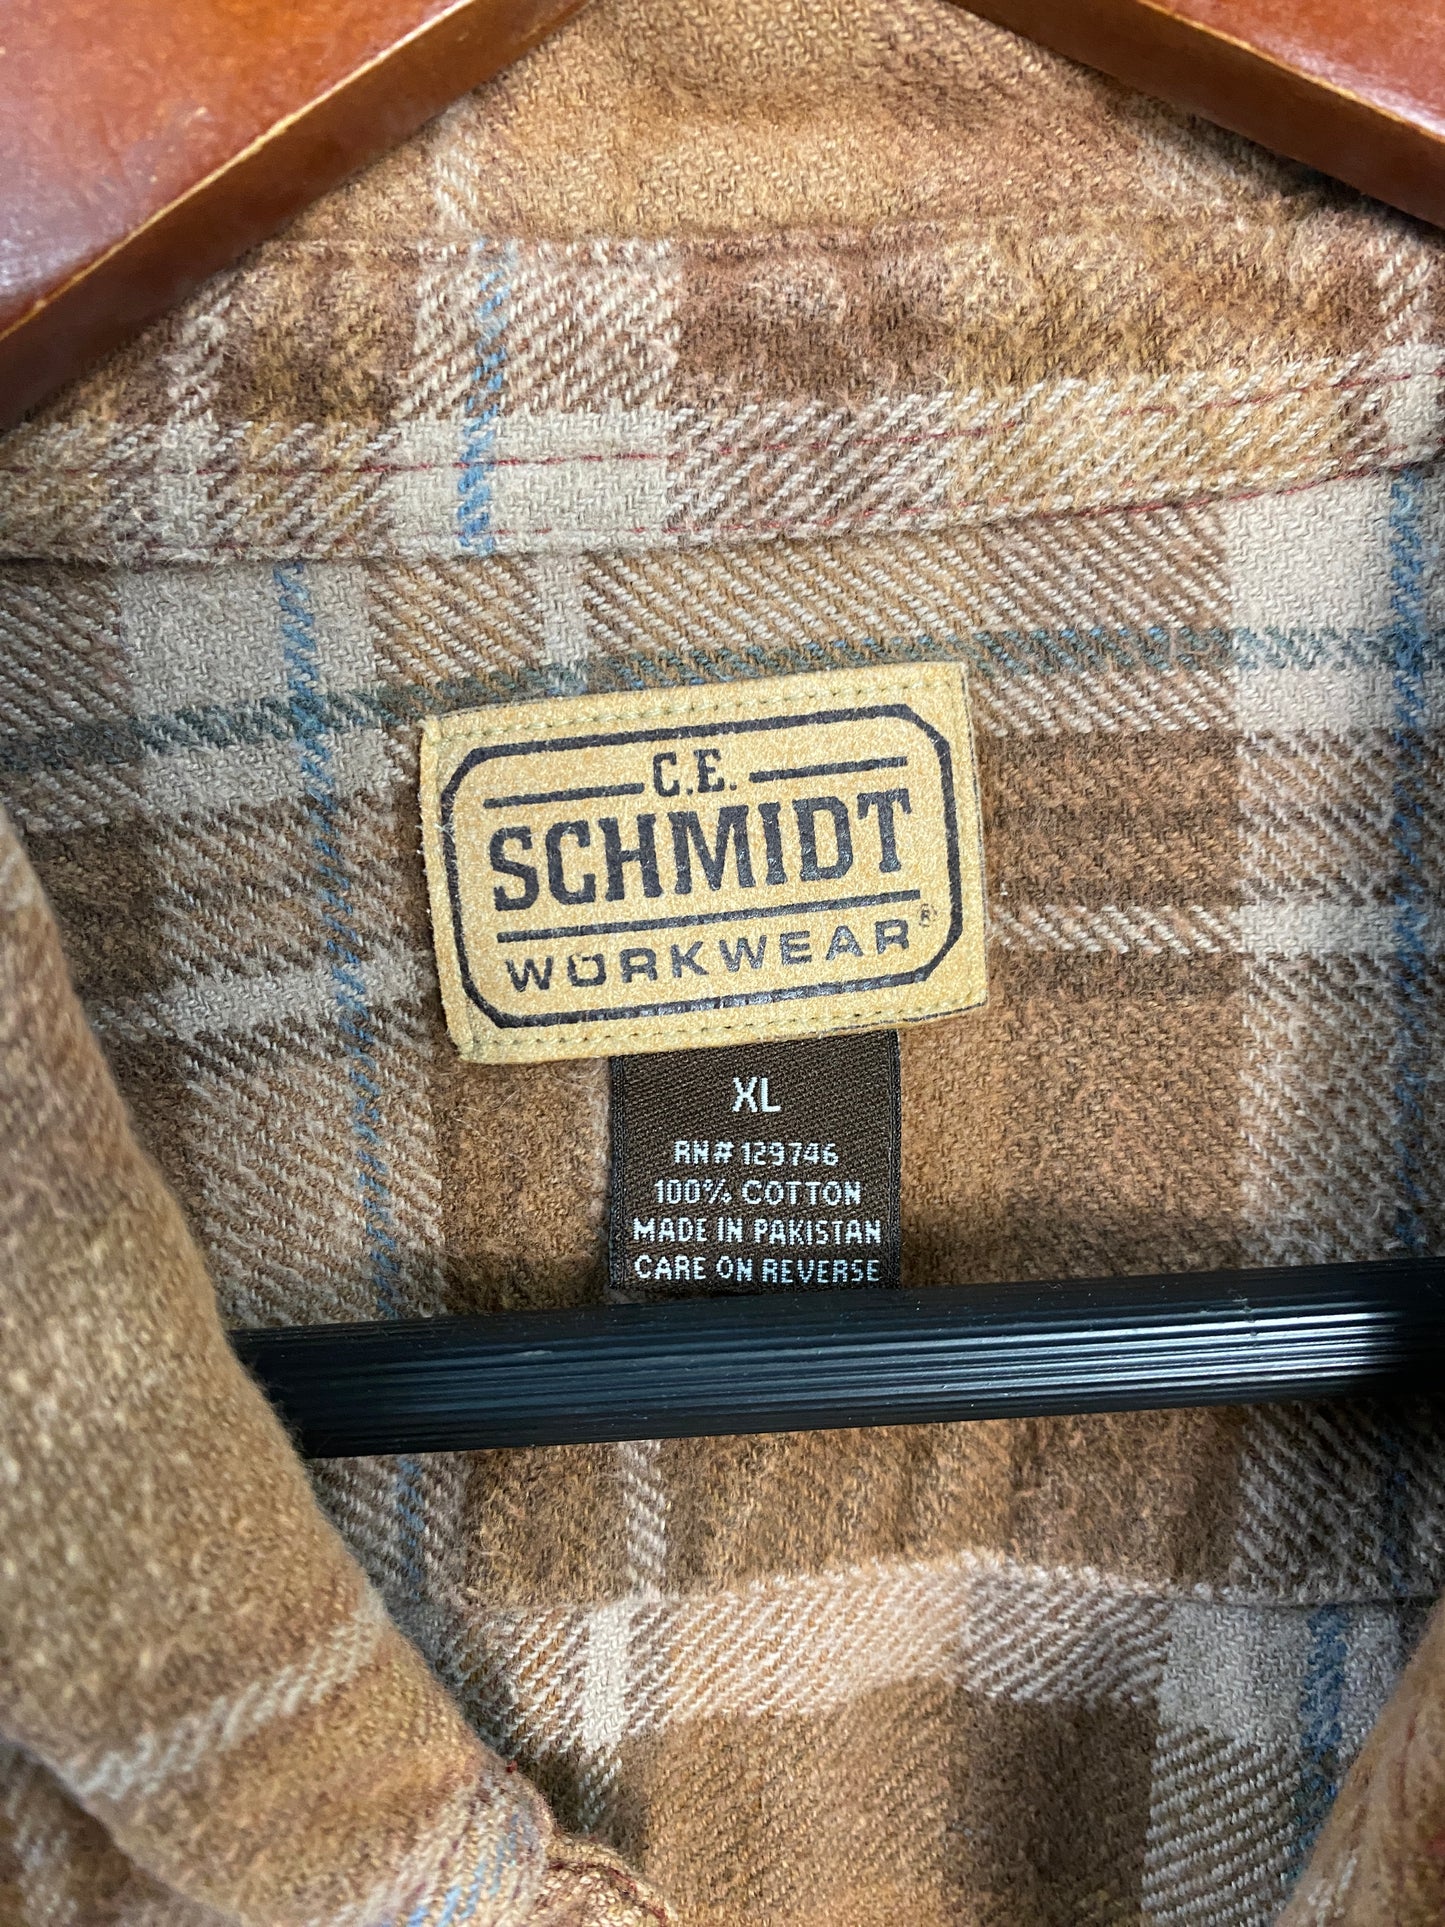 C.E.
SCHMIDT
WORKWEAR®
XL
RN# 129746
100% COTTON
MADE IN PAKISTAN
CARE ON REVERSE